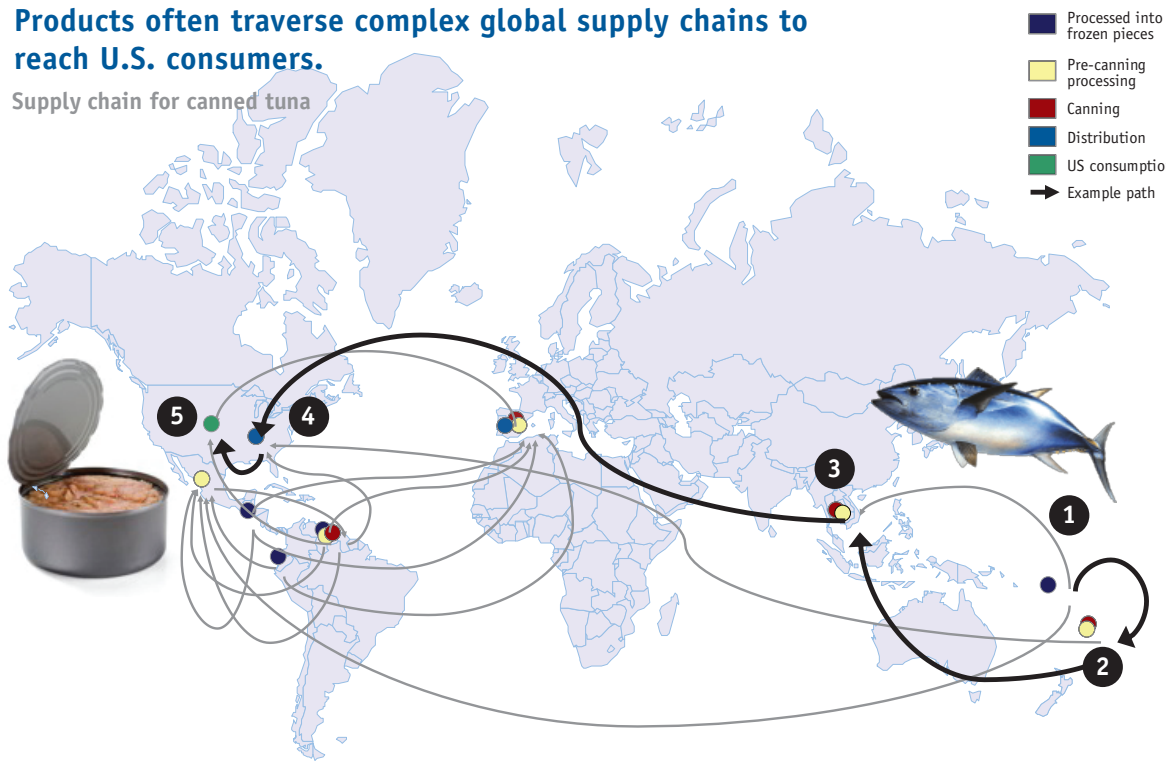 Products often traverse complex global supply chains to
reach U.S. consumers.
Supply chain for canned tuna
Processed into
frozen pieces
Pre-canning
processing
Canning
Distribution
US consumptio
Example path
5
4
3
1
2